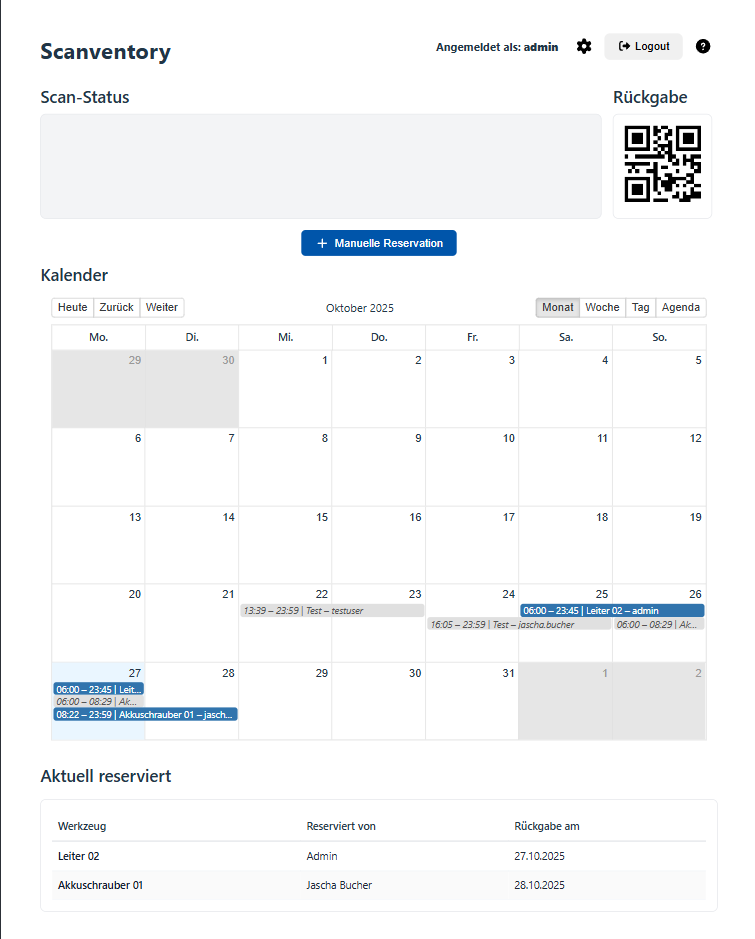 Scanventory
Angemeldet als: admin
Logout
?
Scan-Status
Rückgabe
+ Manuelle Reservation
Kalender
Heute Zurück Weiter
Oktober 2025
Monat Woche Tag Agenda
Mo. Di. Mi. Do. Fr. Sa. So.
29 30 1 2 3 4 5
6 7 8 9 10 11 12
13 14 15 16 17 18 19
20 21 22 23 24 25 26
13:39 – 23:59 | Test – testuser
06:00 – 23:45 | Leiter 02 – admin
16:05 – 23:59 | Test – jascha.bucher
06:00 – 08:29 | Ak...
27 28 29 30 31 1 2
06:00 – 23:45 | Leit...
06:00 – 08:29 | Ak...
08:22 – 23:59 | Akkuschrauber 01 – jasch...
Aktuell reserviert
Werkzeug Reserviert von Rückgabe am
Leiter 02 Admin 27.10.2025
Akkuschrauber 01 Jascha Bucher 28.10.2025